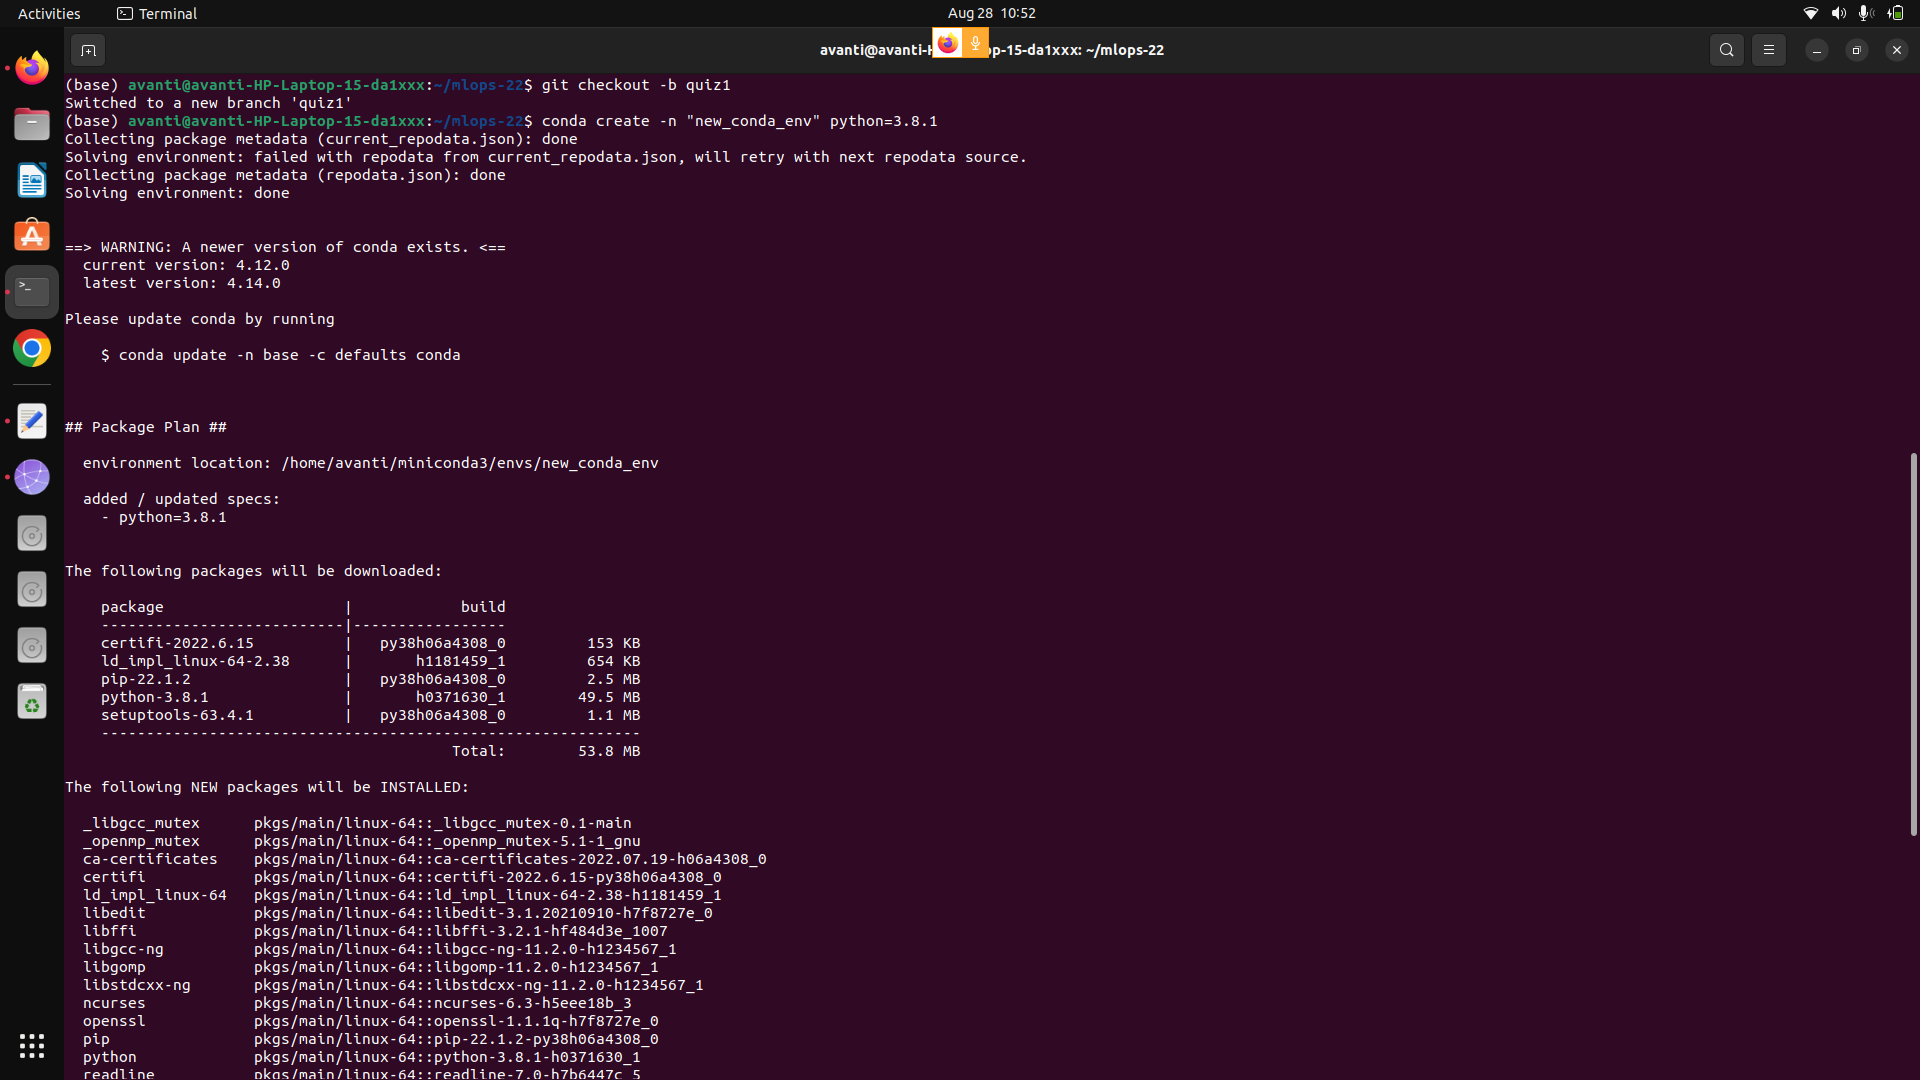 Activities
Terminal
Aug 28 10:52
avanti@avanti-H p-15-da1xxx: ~/mlops-22
(base) avanti@avanti-HP-Laptop-15-da1xxx:~/mlops-22$ git checkout -b quiz1
Switched to a new branch 'quiz1'
(base) avanti@avanti-HP-Laptop-15-da1xxx:~/mlops-22$ conda create -n "new_conda_env" python=3.8.1
Collecting package metadata (current_repodata.json): done
Solving environment: failed with repodata from current_repodata.json, will retry with next repodata source.
Collecting package metadata (repodata.json): done
Solving environment: done
==> WARNING: A newer version of conda exists. <==
current version: 4.12.0
latest version: 4.14.0
Please update conda by running
$ conda update -n base -c defaults conda
## Package Plan ##
environment location: /home/avanti/miniconda3/envs/new_conda_env
added / updated specs:
- python=3.8.1
The following packages will be downloaded:
package | build
---------------------------|-----------------
certifi-2022.6.15 | py38h06a4308_0 153 KB
ld_impl_linux-64-2.38 | h1181459_1 654 KB
pip-22.1.2 | py38h06a4308_0 2.5 MB
python-3.8.1 | h0371630_1 49.5 MB
setuptools-63.4.1 | py38h06a4308_0 1.1 MB
------------------------------------------------------------
Total: 53.8 MB
The following NEW packages will be INSTALLED:
_libgcc_mutex pkgs/main/linux-64::_libgcc_mutex-0.1-main
_openmp_mutex pkgs/main/linux-64::_openmp_mutex-5.1-1_gnu
ca-certificates pkgs/main/linux-64::ca-certificates-2022.07.19-h06a4308_0
certifi pkgs/main/linux-64::certifi-2022.6.15-py38h06a4308_0
ld_impl_linux-64 pkgs/main/linux-64::ld_impl_linux-64-2.38-h1181459_1
libedit pkgs/main/linux-64::libedit-3.1.20210910-h7f8727e_0
libffi pkgs/main/linux-64::libffi-3.2.1-hf484d3e_1007
libgcc-ng pkgs/main/linux-64::libgcc-ng-11.2.0-h1234567_1
libgomp pkgs/main/linux-64::libgomp-11.2.0-h1234567_1
libstdcxx-ng pkgs/main/linux-64::libstdcxx-ng-11.2.0-h1234567_1
ncurses pkgs/main/linux-64::ncurses-6.3-h5eee18b_3
openssl pkgs/main/linux-64::openssl-1.1.1q-h7f8727e_0
pip pkgs/main/linux-64::pip-22.1.2-py38h06a4308_0
python pkgs/main/linux-64::python-3.8.1-h0371630_1
readline pkgs/main/linux-64::readline-7.0-h7b6447c_5